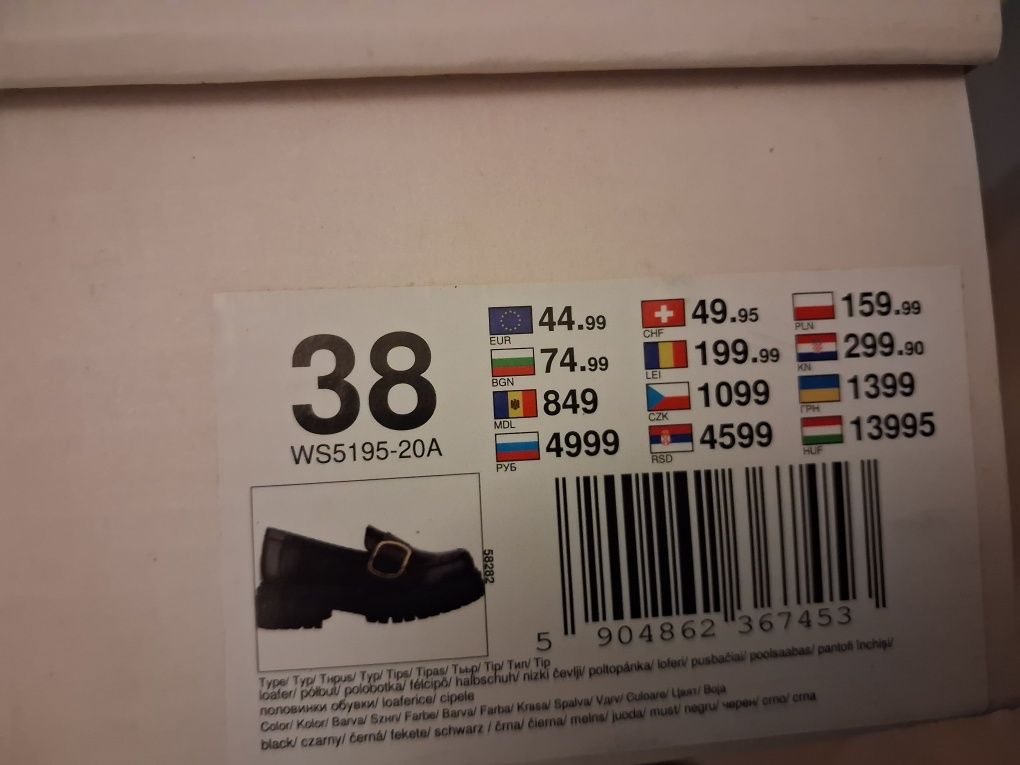 38
WS5195-20A
EUR 44.99
CHF 49.95
PLN 159.99
BGN 74.99
LEI 199.99
KN 299.90
MDL 849
CZK 1099
ГРН 1399
РУБ 4999
RSD 4599
HUF 13995
58282
5 904862 367453
Type/ Typ/ Típus/ Typ/ Tips/ Tipas/ Тьър/ Tip/ Тип/ Tip
loafer/ półbut/ polobotka/ félcipő/ halbschuh/ nizki čevlji/ poltopánka/ loferi/ pusbačiai/ poolsaabas/ pantofi închiși/
половинки обувки/ loaferice/ cipele
Color/ Kolor/ Barva/ Szнп/ Farbe/ Barva/ Farba/ Krasa/ Spalva/ Värv/ Culoare/ Цвят/ Boja
black/ czarny/ černá/ fekete/ schwarz / črna/ čierna/ melns/ juoda/ must/ negru/ черен/ crno/ crna